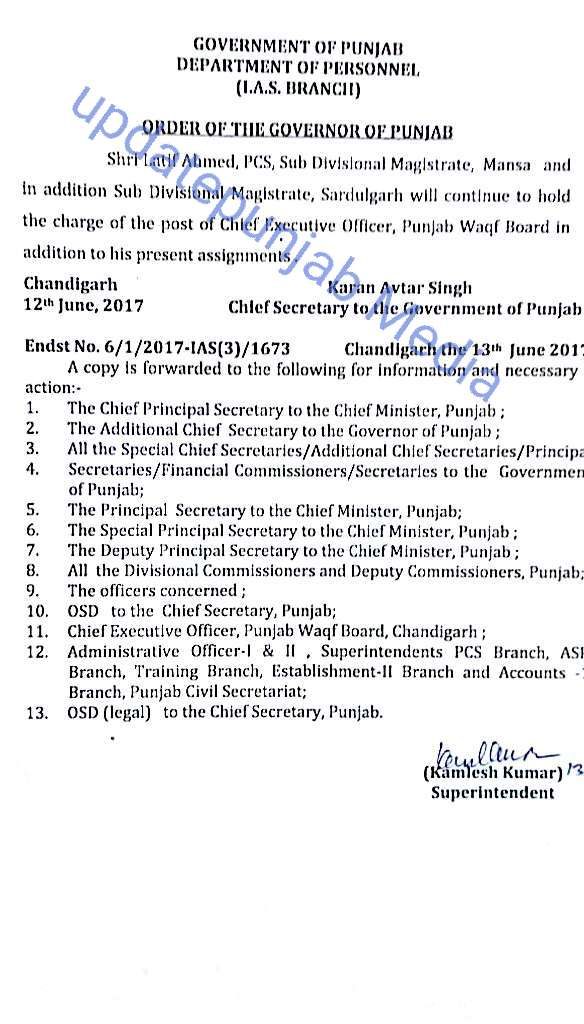 GOVERNMENT OF PUNJAB
DEPARTMENT OF PERSONNEL
(I.A.S. BRANCH)
ORDER OF THE GOVERNOR OF PUNJAB
Shri Latif Ahmed, PCS, Sub Divisional Magistrate, Mansa and
in addition Sub Divisional Magistrate, Sardulgarh will continue to hold
the charge of the post of Chief Executive Officer, Punjab Waqf Board in
addition to his present assignments.
Chandigarh Karan Avtar Singh
12th June, 2017 Chief Secretary to the Government of Punjab
Endst No. 6/1/2017-IAS(3)/1673 Chandigarh the 13th June 2017
A copy is forwarded to the following for information and necessary
action:-
1. The Chief Principal Secretary to the Chief Minister, Punjab ;
2. The Additional Chief Secretary to the Governor of Punjab ;
3. All the Special Chief Secretaries/Additional Chief Secretaries/Principa
4. Secretaries/Financial Commissioners/Secretaries to the Governmen
of Punjab;
5. The Principal Secretary to the Chief Minister, Punjab;
6. The Special Principal Secretary to the Chief Minister, Punjab ;
7. The Deputy Principal Secretary to the Chief Minister, Punjab ;
8. All the Divisional Commissioners and Deputy Commissioners, Punjab;
9. The officers concerned ;
10. OSD to the Chief Secretary, Punjab;
11. Chief Executive Officer, Punjab Waqf Board, Chandigarh ;
12. Administrative Officer-I & II , Superintendents PCS Branch,
Branch, Training Branch, Establishment-II Branch and Accounts -
Branch, Punjab Civil Secretariat;
13. OSD (legal) to the Chief Secretary, Punjab.
(Kamlesh Kumar) 13
Superintendent
updatepunjab Media